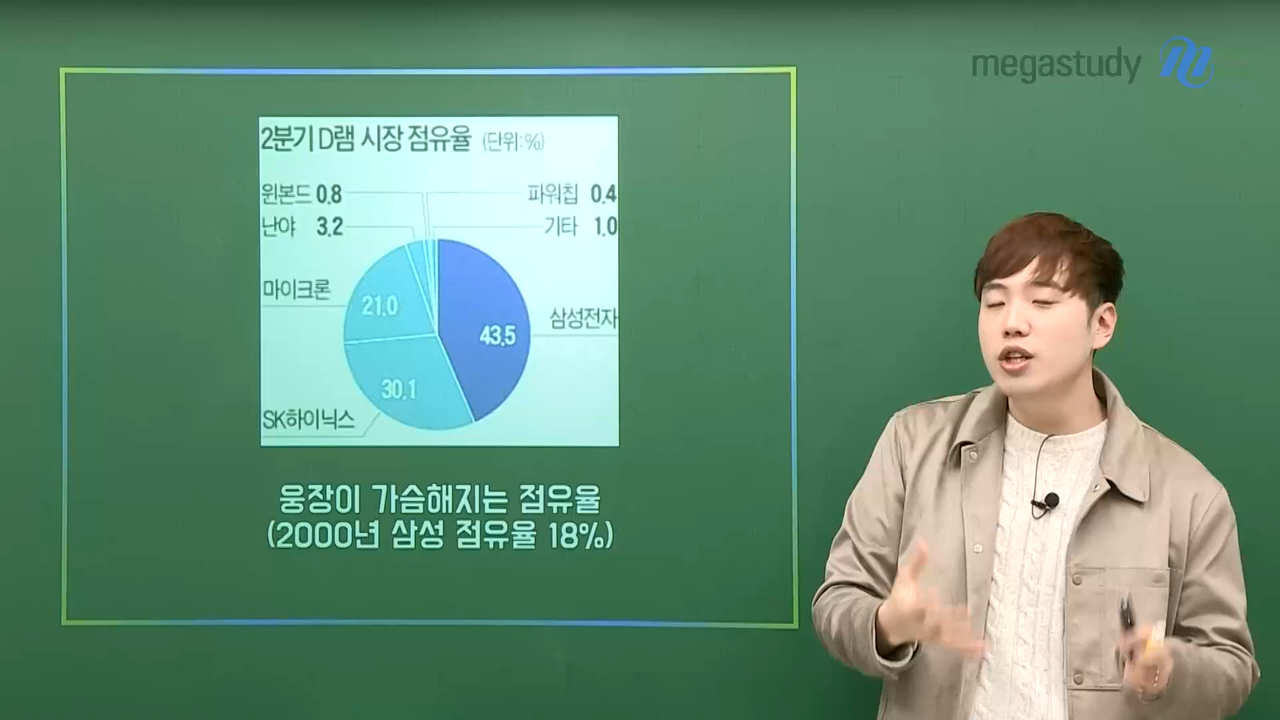 megastudy
2분기 D램 시장 점유율 (단위:%)
윈본드 0.8
파워칩 0.4
난야 3.2
기타 1.0
마이크론
21.0
삼성전자
43.5
30.1
SK하이닉스
웅장이 가슴해지는 점유율
(2000년 삼성 점유율 18%)